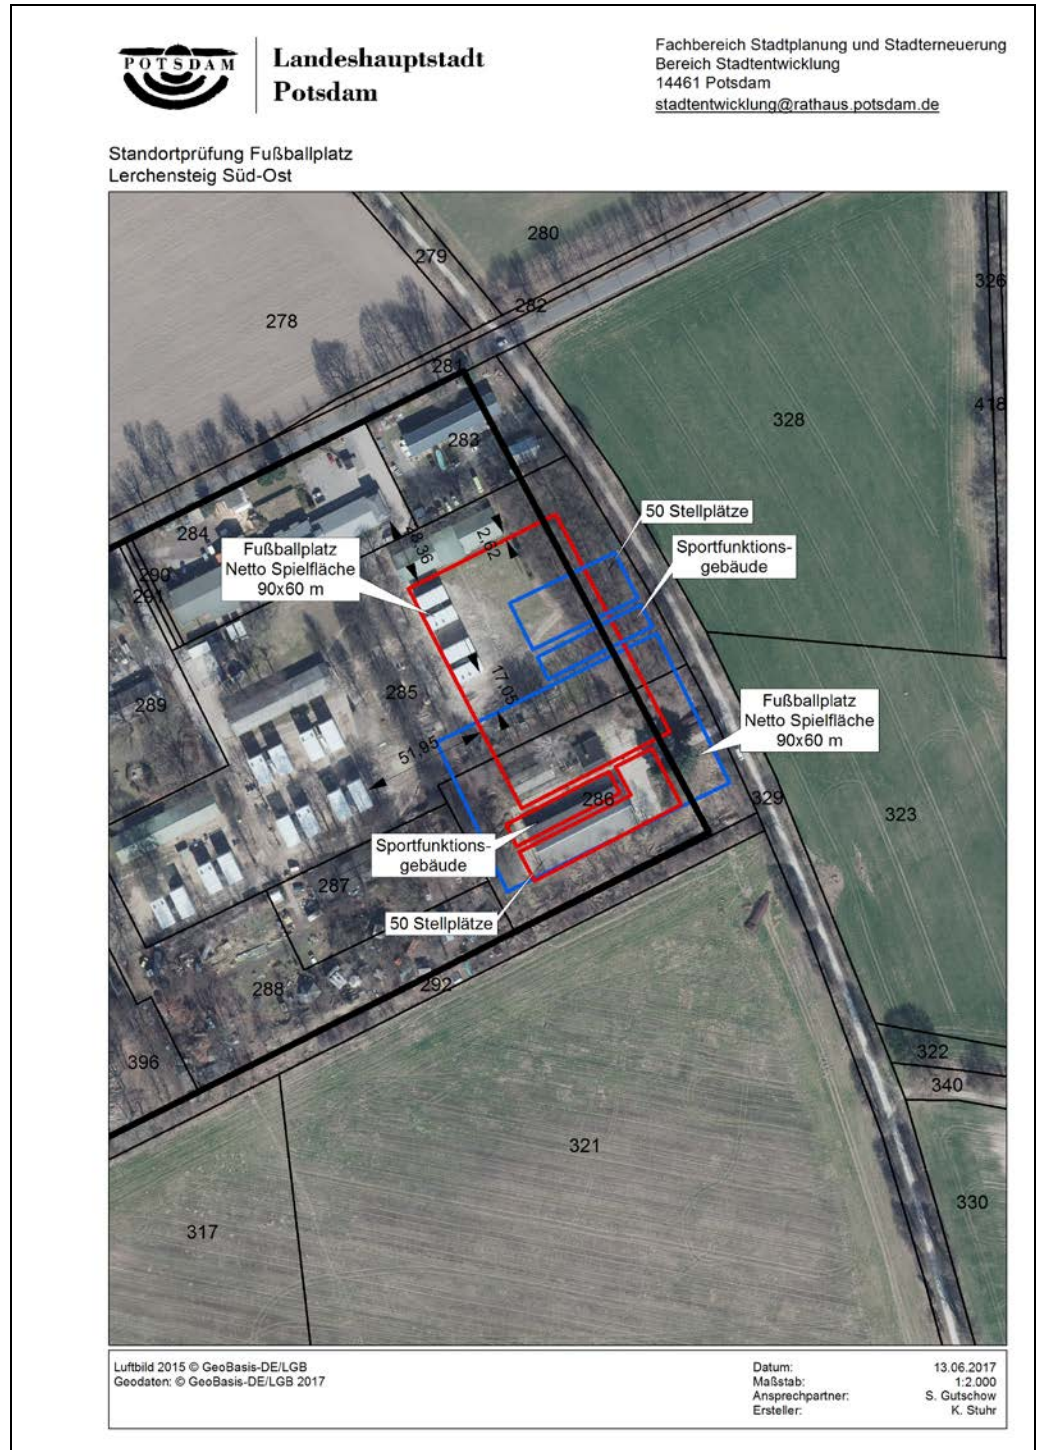 POTSDAM
Landeshauptstadt
Potsdam
Fachbereich Stadtplanung und Stadterneuerung
Bereich Stadtentwicklung
14461 Potsdam
stadtentwicklung@rathaus.potsdam.de
Standortprüfung Fußballplatz
Lerchensteig Süd-Ost
280
279
326
282
278
281
418
328
283
50 Stellplätze
284
28,36
2,62
Sportfunktions-
gebäude
Fußballplatz
Netto Spielfläche
90x60 m
290
291
285
17,05
289
Fußballplatz
Netto Spielfläche
90x60 m
51,95
286
329
323
Sportfunktions-
gebäude
287
50 Stellplätze
288
292
322
396
340
321
330
317
Luftbild 2015 © GeoBasis-DE/LGB
Geodaten: © GeoBasis-DE/LGB 2017
Datum: 13.06.2017
Maßstab: 1:2.000
Ansprechpartner: S. Gutschow
Ersteller: K. Stuhr